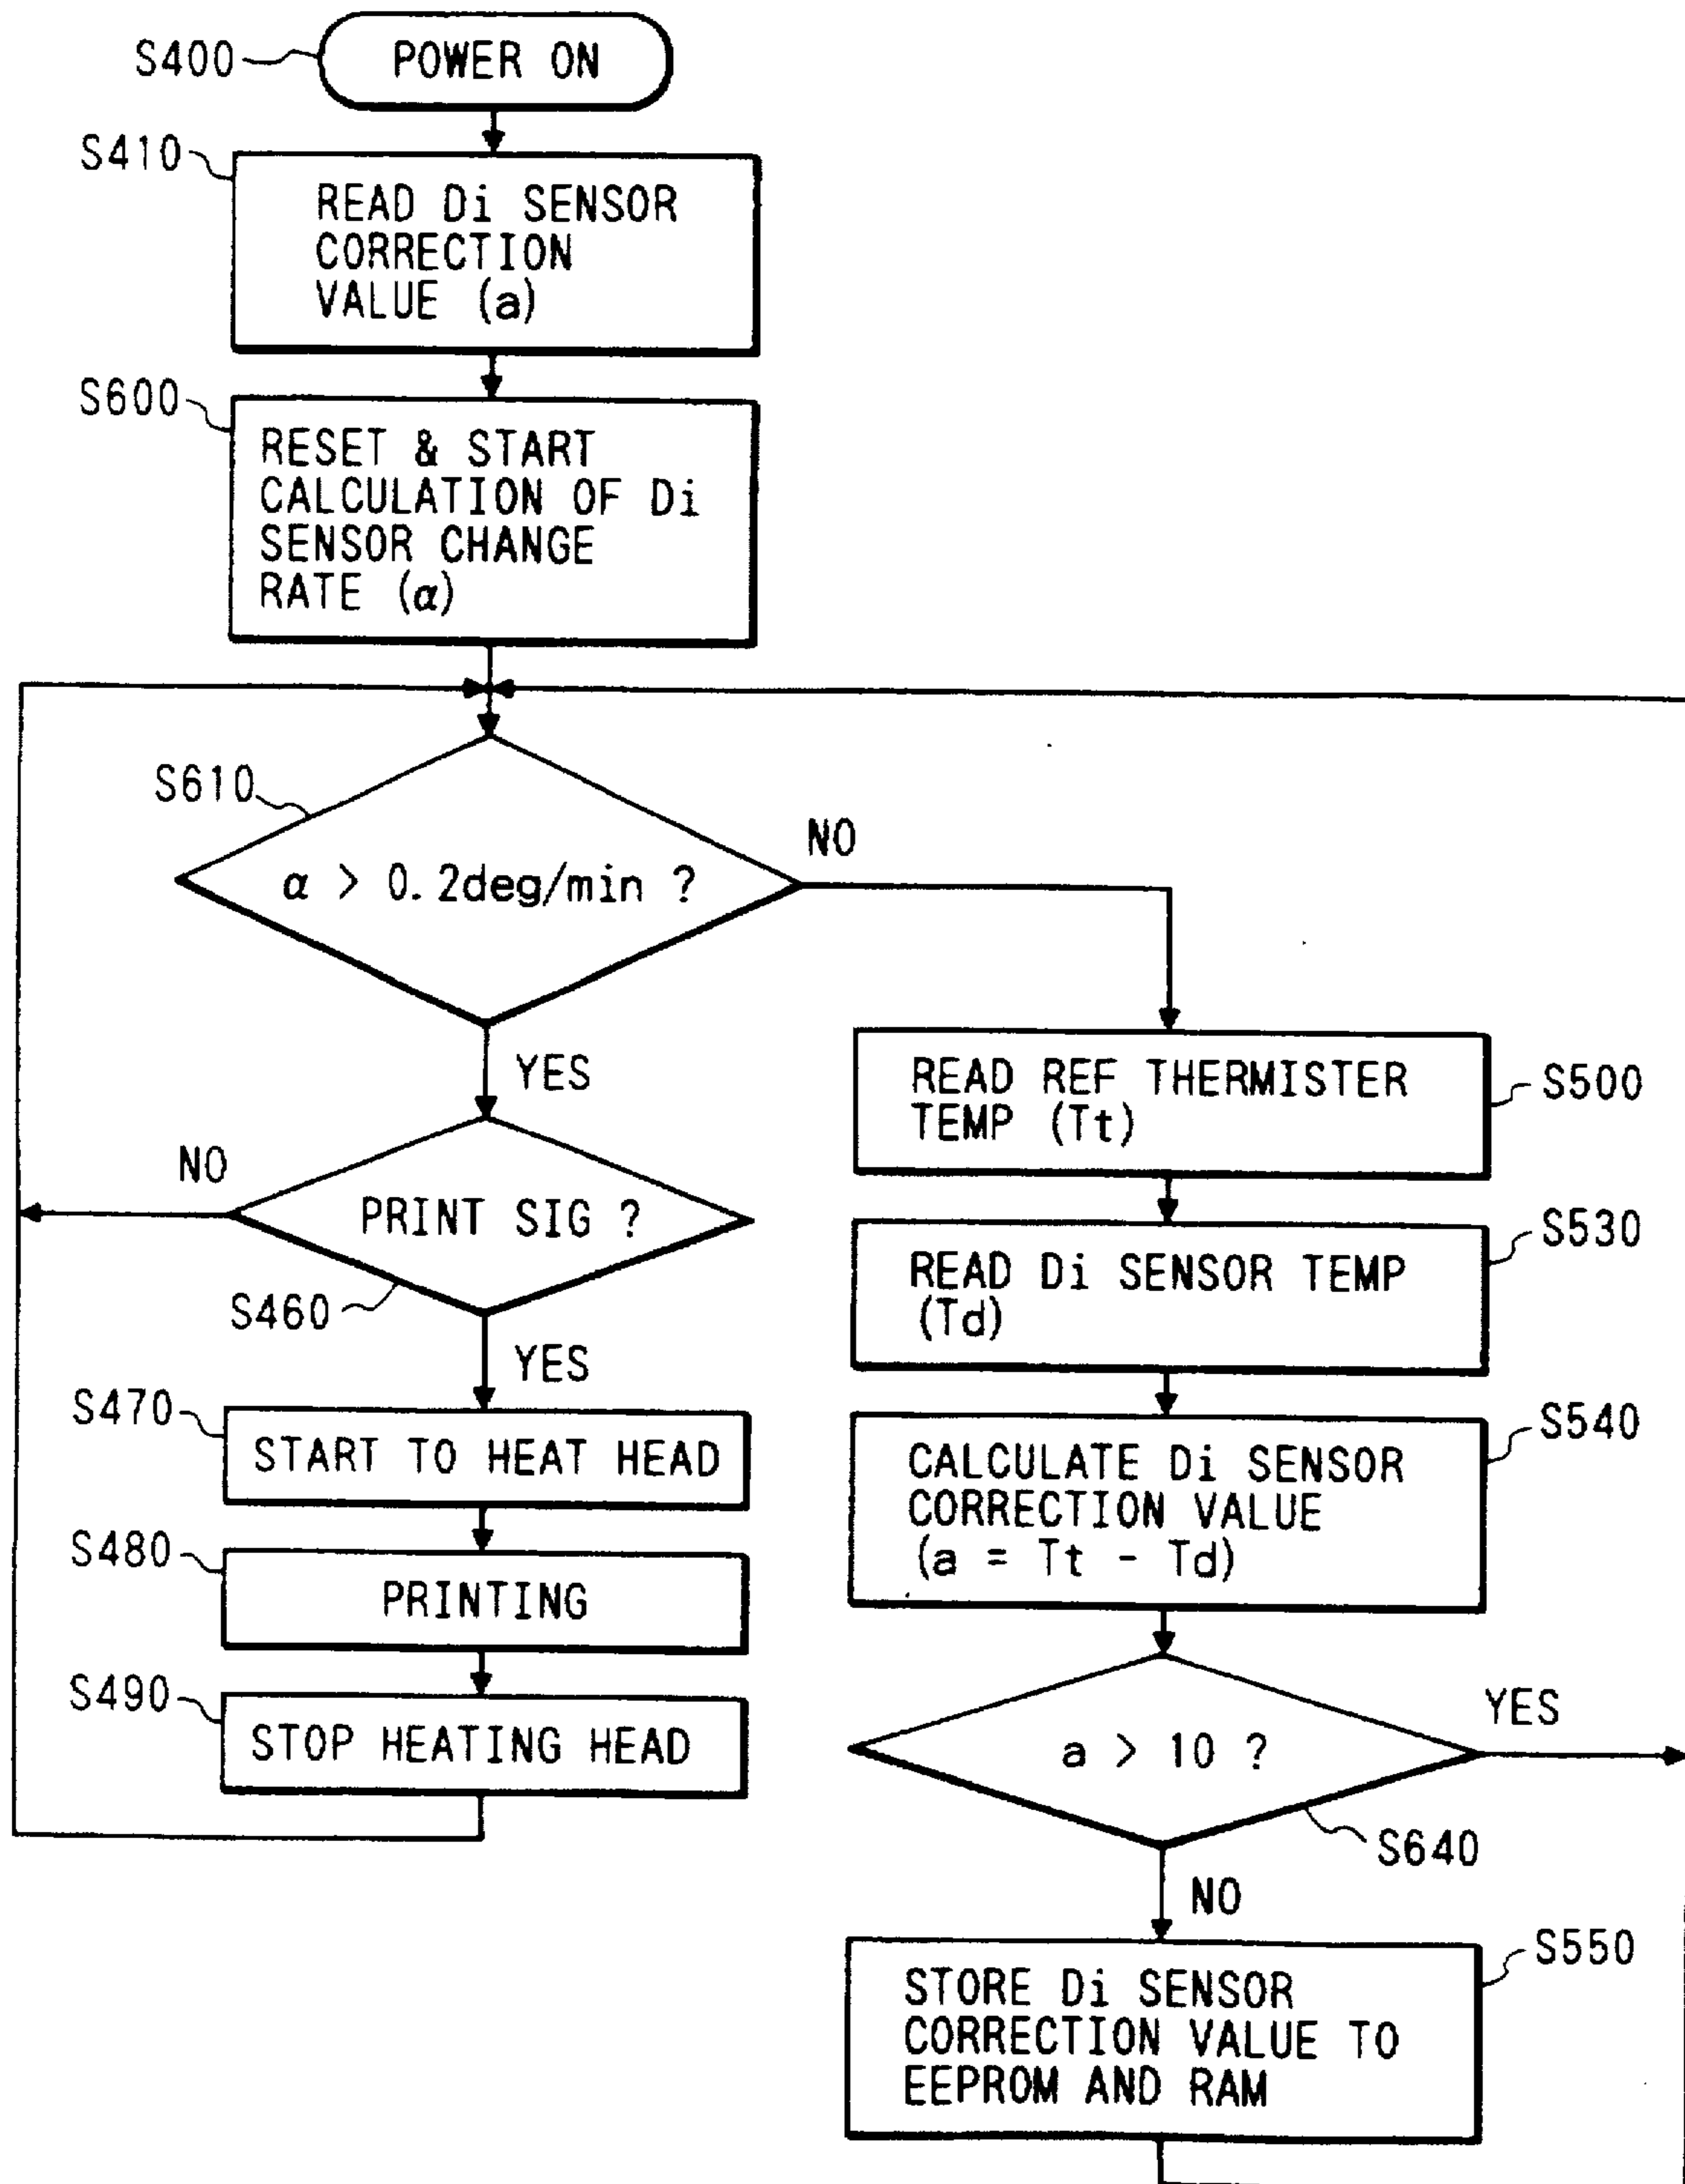 S400
POWER ON
S410
READ Di SENSOR
CORRECTION
VALUE (a)
S600
RESET & START
CALCULATION OF Di
SENSOR CHANGE
RATE (α)
S610
α > 0.2deg/min ?
NO
YES
PRINT SIG ?
NO
S460
YES
S470
START TO HEAT HEAD
S480
PRINTING
S490
STOP HEATING HEAD
READ REF THERMISTER
TEMP (Tt)
S500
READ Di SENSOR TEMP
(Td)
S530
CALCULATE Di SENSOR
CORRECTION VALUE
(a = Tt - Td)
S540
a > 10 ?
YES
S640
NO
STORE Di SENSOR
CORRECTION VALUE TO
EEPROM AND RAM
S550